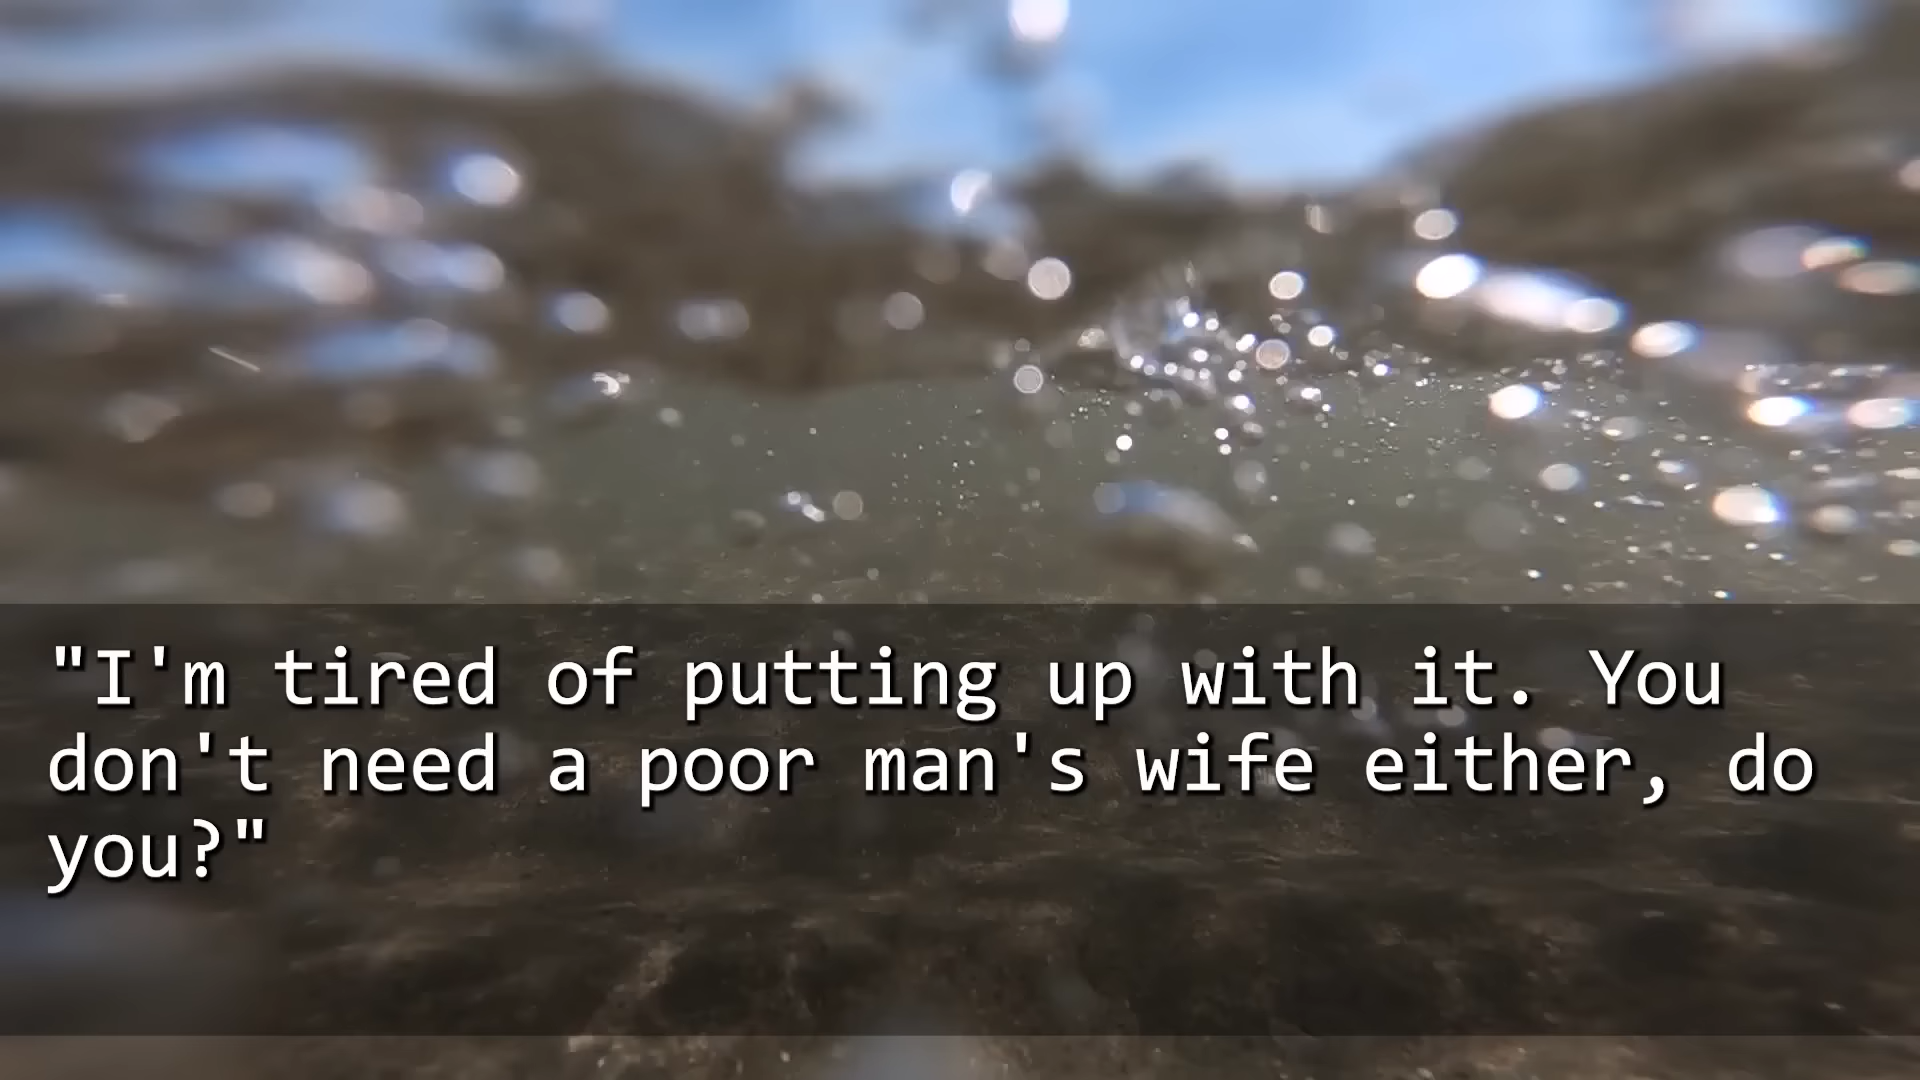 "I'm tired of putting up with it. You
don't need a poor man's wife either, do
you?"